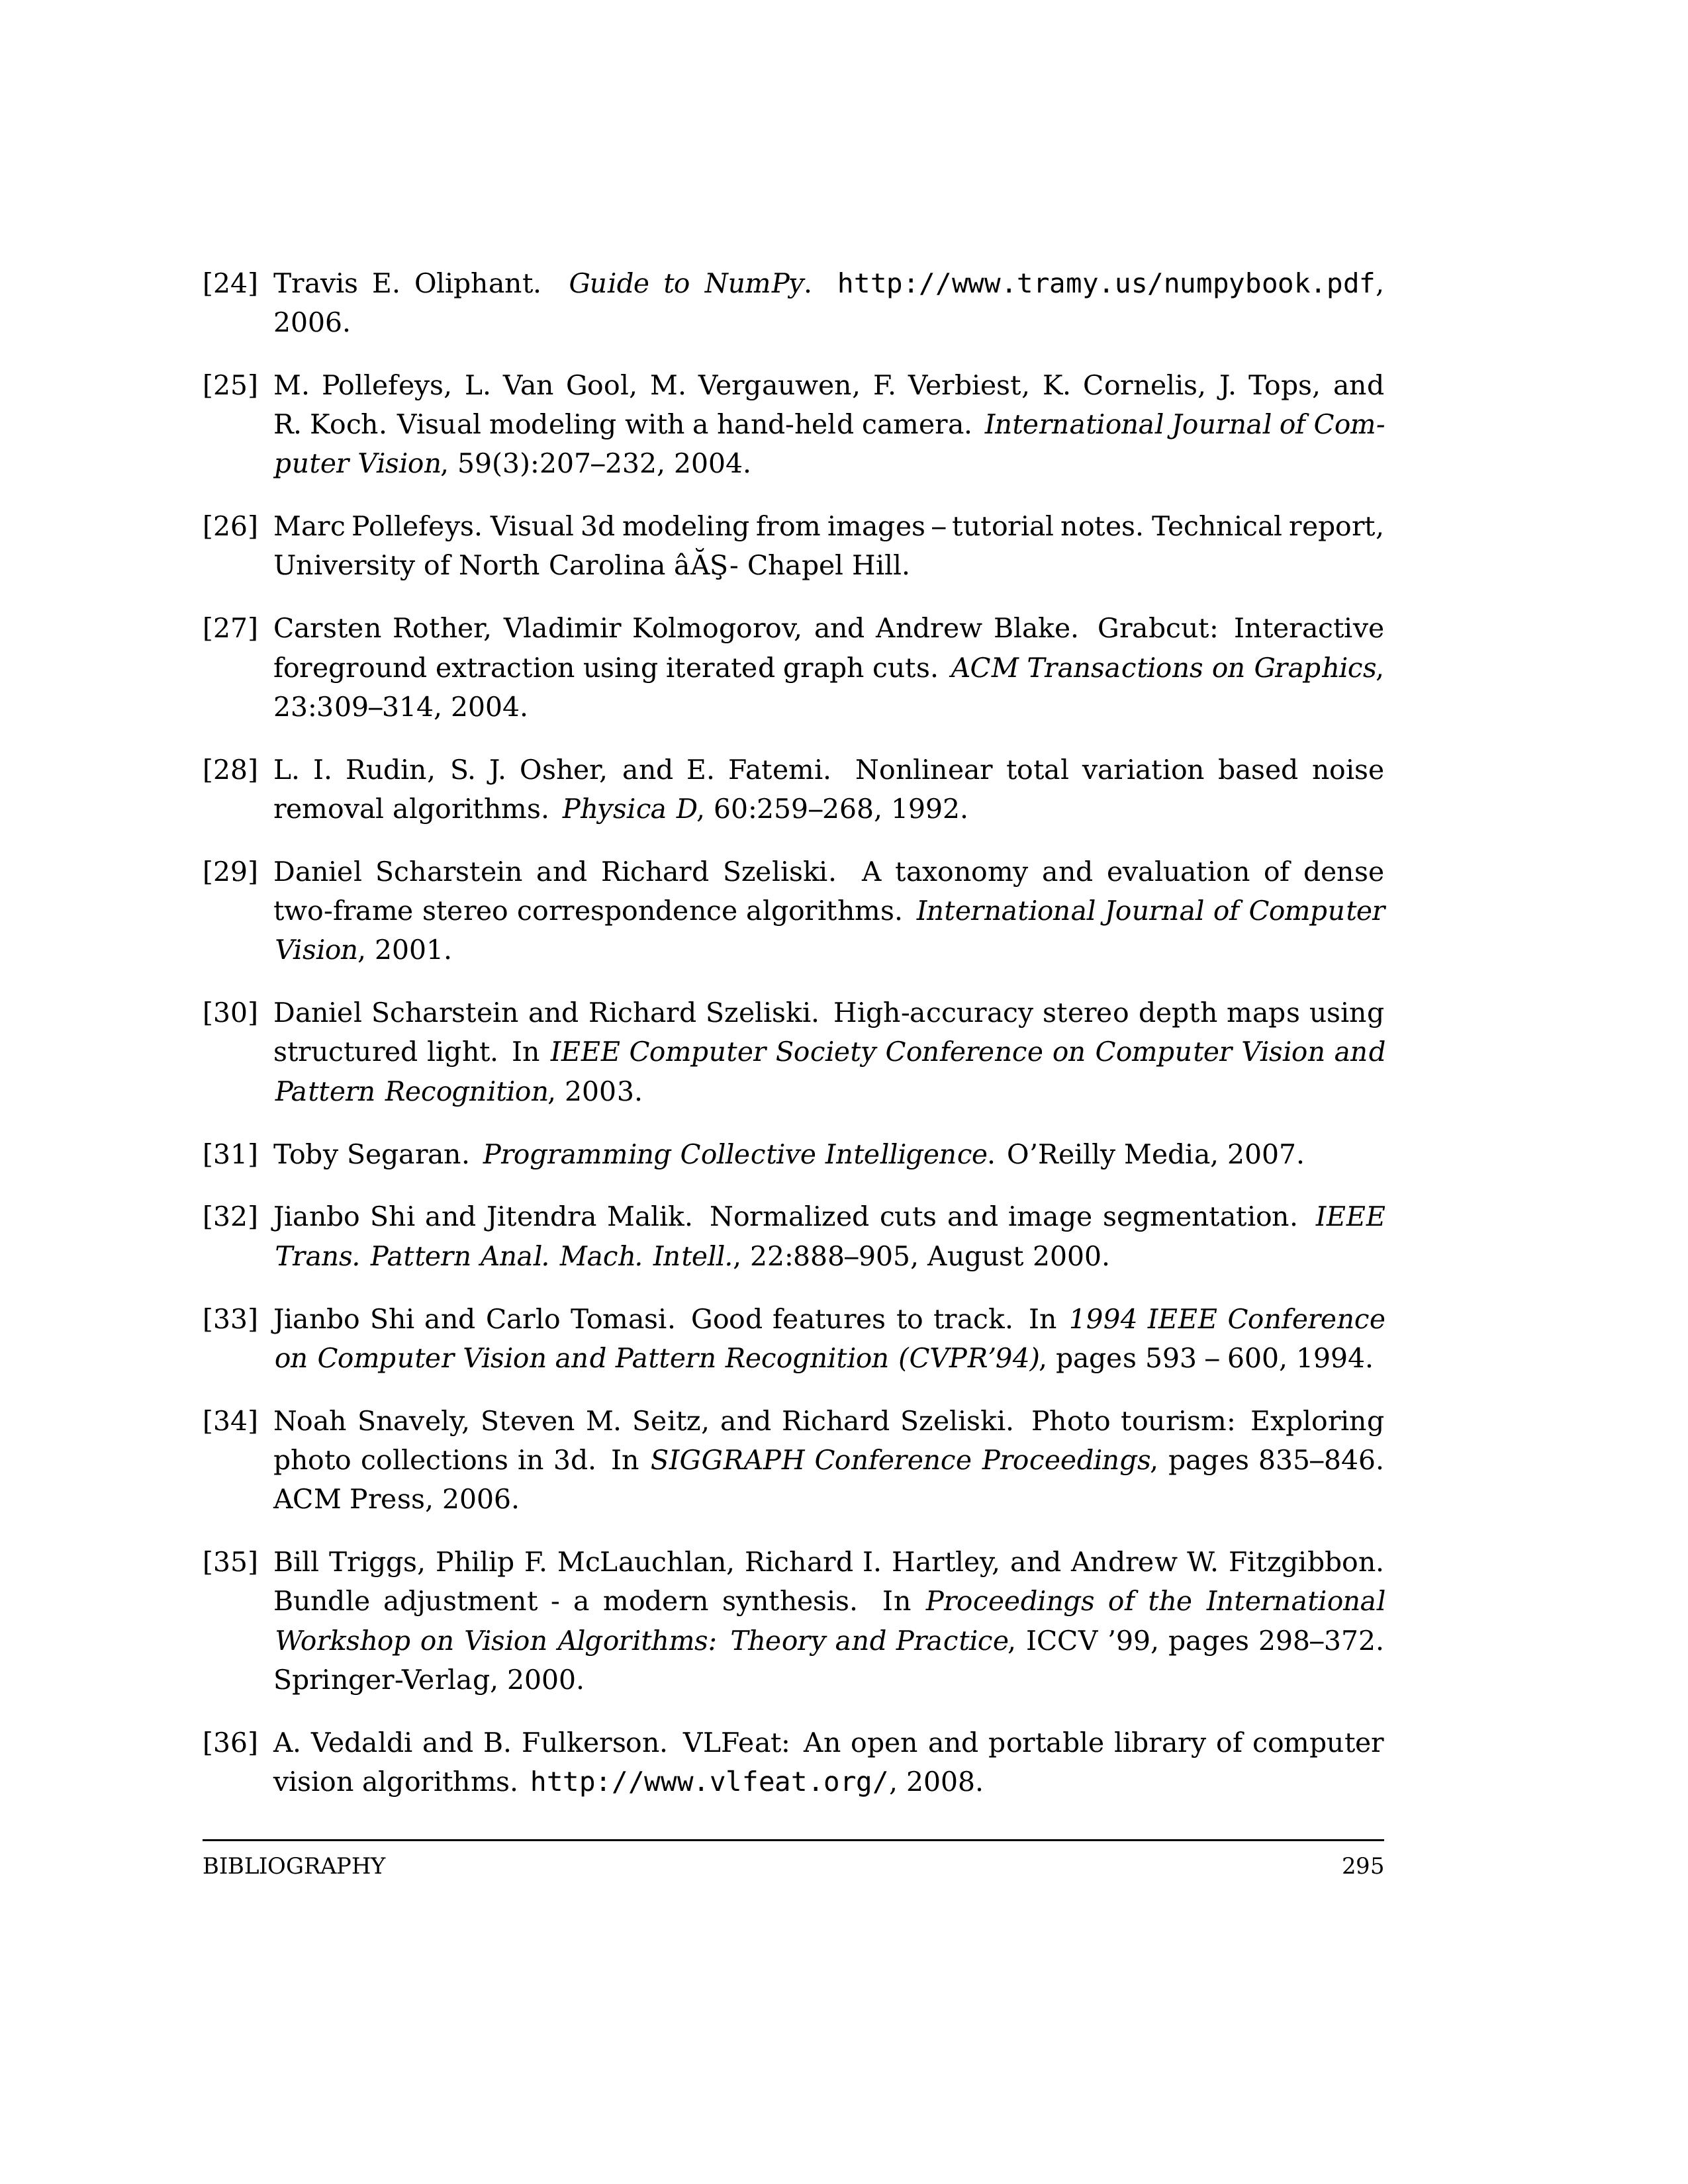 [24] Travis E. Oliphant. Guide to NumPy. http://www.tramy.us/numpybook.pdf,
2006.
[25] M. Pollefeys, L. Van Gool, M. Vergauwen, F. Verbiest, K. Cornelis, J. Tops, and
R. Koch. Visual modeling with a hand-held camera. International Journal of Com-
puter Vision, 59(3):207–232, 2004.
[26] Marc Pollefeys. Visual 3d modeling from images – tutorial notes. Technical report,
University of North Carolina âĂŞ- Chapel Hill.
[27] Carsten Rother, Vladimir Kolmogorov, and Andrew Blake. Grabcut: Interactive
foreground extraction using iterated graph cuts. ACM Transactions on Graphics,
23:309–314, 2004.
[28] L. I. Rudin, S. J. Osher, and E. Fatemi. Nonlinear total variation based noise
removal algorithms. Physica D, 60:259–268, 1992.
[29] Daniel Scharstein and Richard Szeliski. A taxonomy and evaluation of dense
two-frame stereo correspondence algorithms. International Journal of Computer
Vision, 2001.
[30] Daniel Scharstein and Richard Szeliski. High-accuracy stereo depth maps using
structured light. In IEEE Computer Society Conference on Computer Vision and
Pattern Recognition, 2003.
[31] Toby Segaran. Programming Collective Intelligence. O’Reilly Media, 2007.
[32] Jianbo Shi and Jitendra Malik. Normalized cuts and image segmentation. IEEE
Trans. Pattern Anal. Mach. Intell., 22:888–905, August 2000.
[33] Jianbo Shi and Carlo Tomasi. Good features to track. In 1994 IEEE Conference
on Computer Vision and Pattern Recognition (CVPR’94), pages 593 – 600, 1994.
[34] Noah Snavely, Steven M. Seitz, and Richard Szeliski. Photo tourism: Exploring
photo collections in 3d. In SIGGRAPH Conference Proceedings, pages 835–846.
ACM Press, 2006.
[35] Bill Triggs, Philip F. McLauchlan, Richard I. Hartley, and Andrew W. Fitzgibbon.
Bundle adjustment - a modern synthesis. In Proceedings of the International
Workshop on Vision Algorithms: Theory and Practice, ICCV ’99, pages 298–372.
Springer-Verlag, 2000.
[36] A. Vedaldi and B. Fulkerson. VLFeat: An open and portable library of computer
vision algorithms. http://www.vlfeat.org/, 2008.
BIBLIOGRAPHY 295